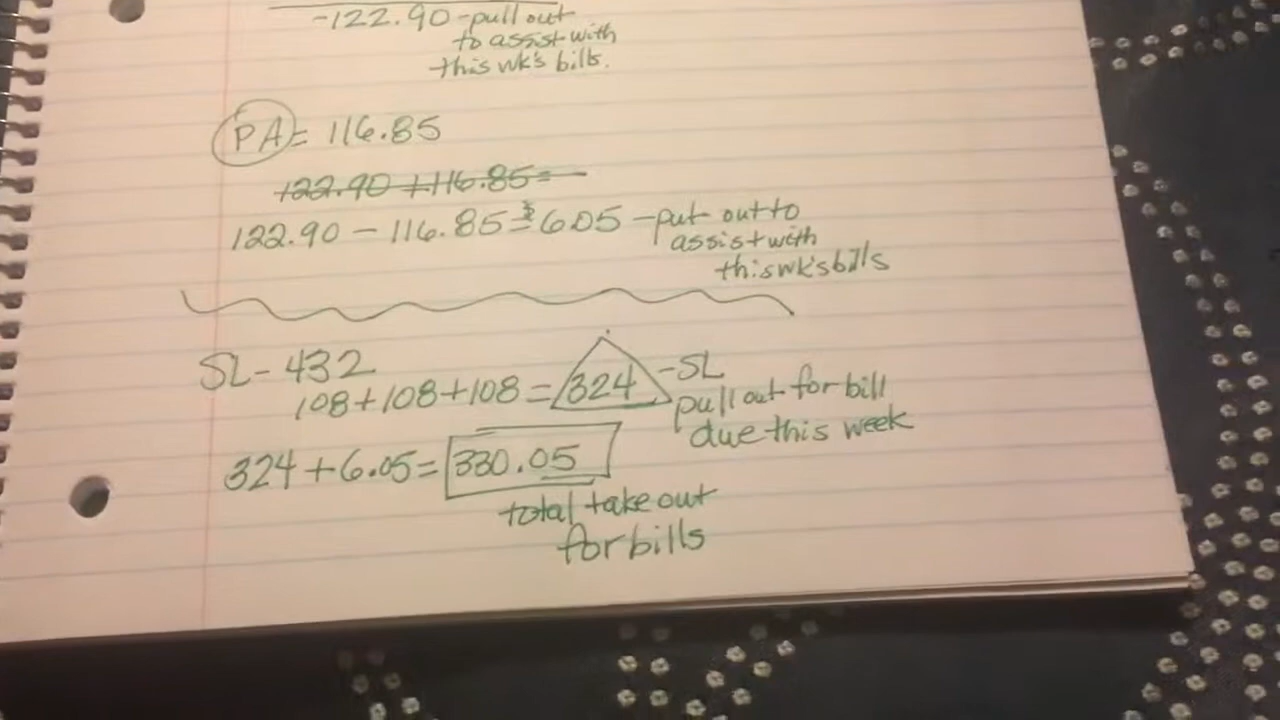 -122.90-pull out
to assist with
this wk's bills.
PA= 116.85
122.90+116.85=
122.90 - 116.85=$6.05 -put out to
assist with
this wk's bills
SL- 432
108+108+108 = 324 -SL
pull out for bill
due this week
324+6.05= 330.05
total take out
for bills